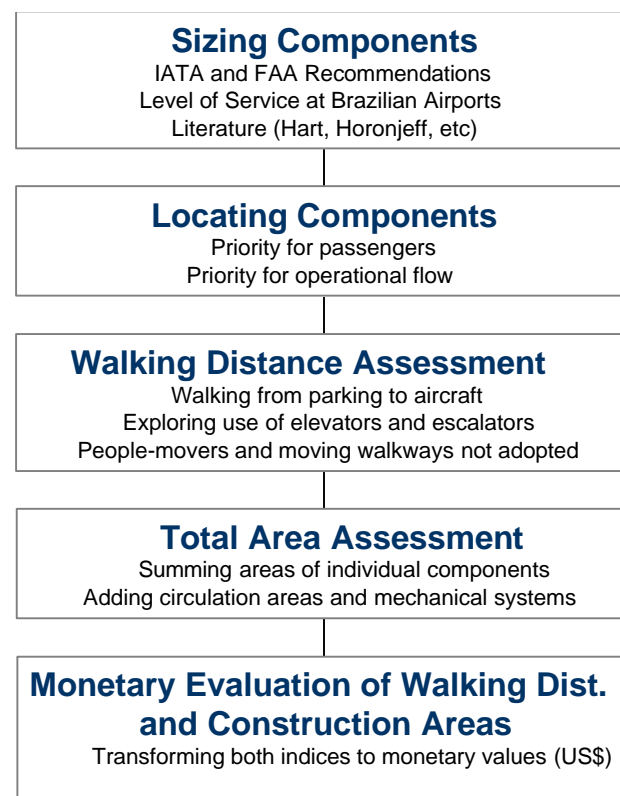 Sizing Components
IATA and FAA Recommendations
Level of Service at Brazilian Airports
Literature (Hart, Horonjeff, etc)
Locating Components
Priority for passengers
Priority for operational flow
Walking Distance Assessment
Walking from parking to aircraft
Exploring use of elevators and escalators
People-movers and moving walkways not adopted
Total Area Assessment
Summing areas of individual components
Adding circulation areas and mechanical systems
Monetary Evaluation of Walking Dist.
and Construction Areas
Transforming both indices to monetary values (US$)